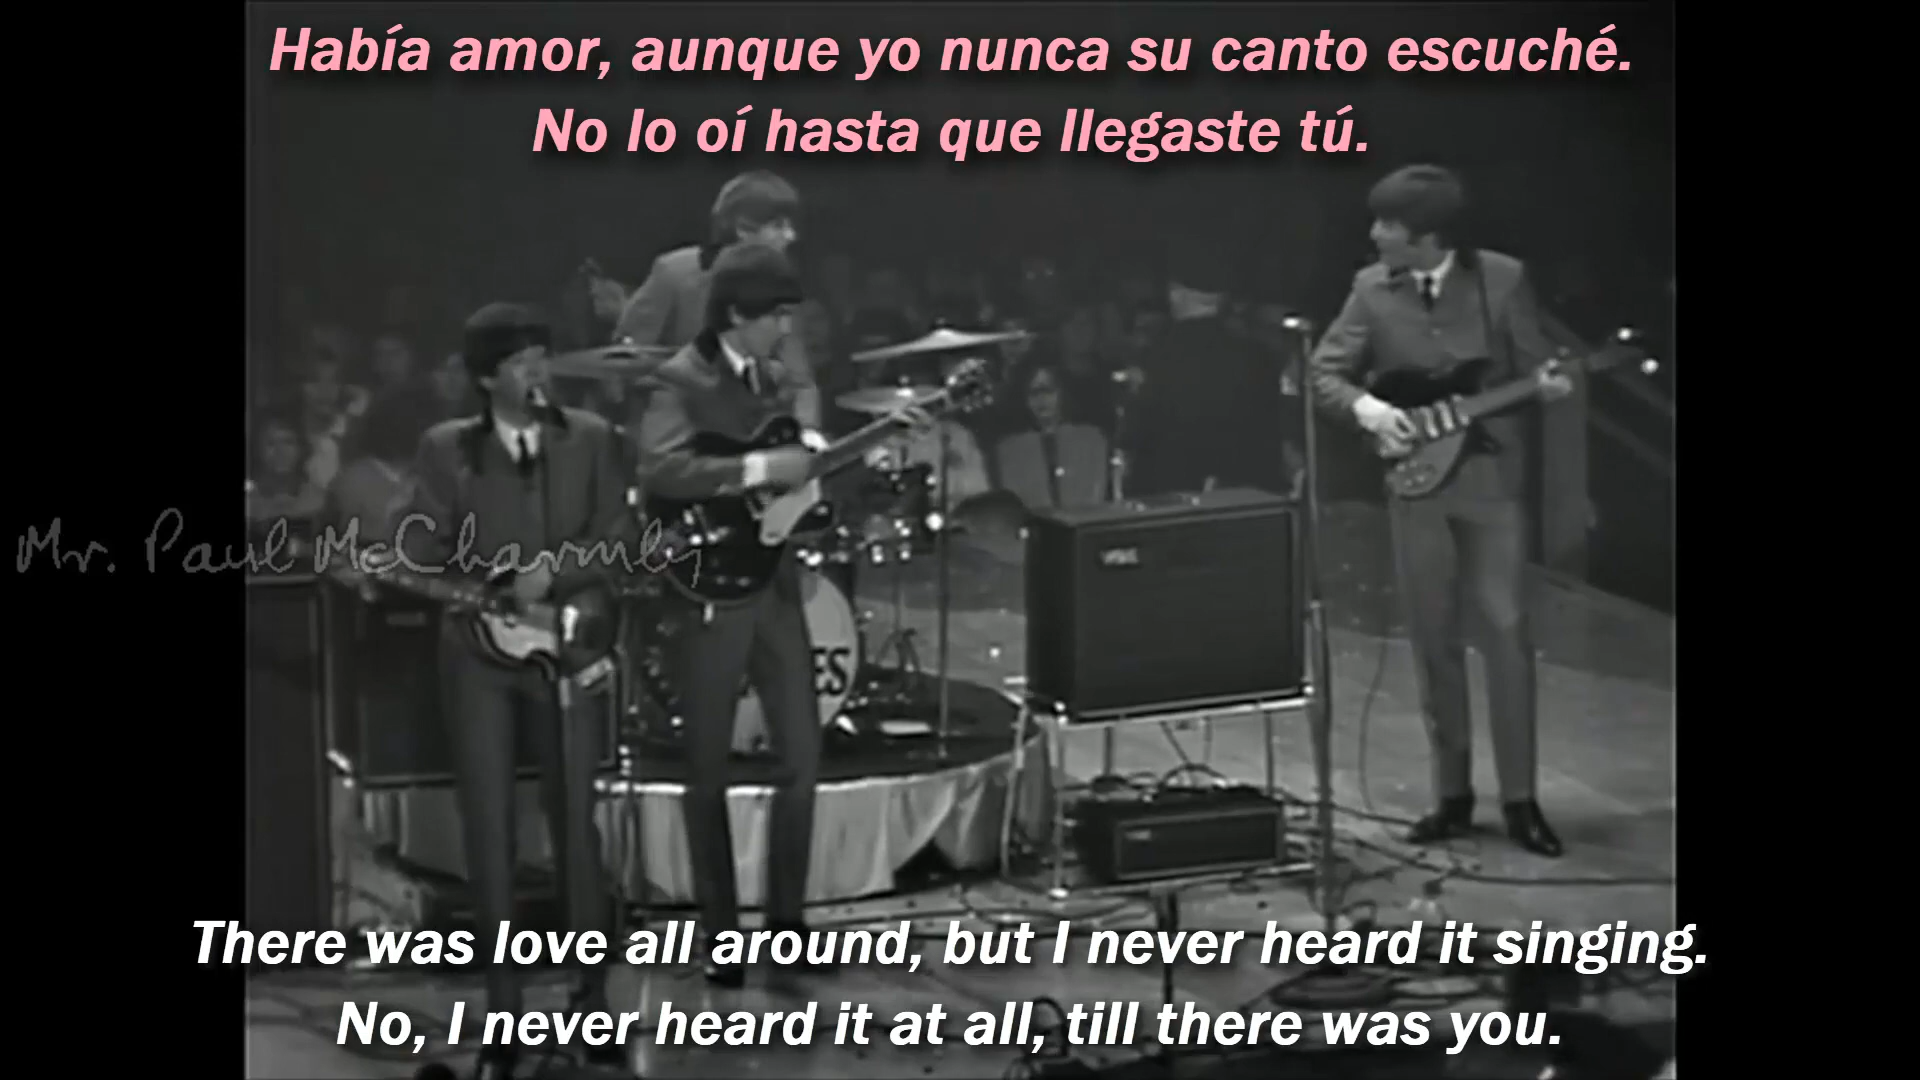 Había amor, aunque yo nunca su canto escuché.
No lo oí hasta que llegaste tú.
Mr. Paul McCharmly
VOX
ES
There was love all around, but I never heard it singing.
No, I never heard it at all, till there was you.